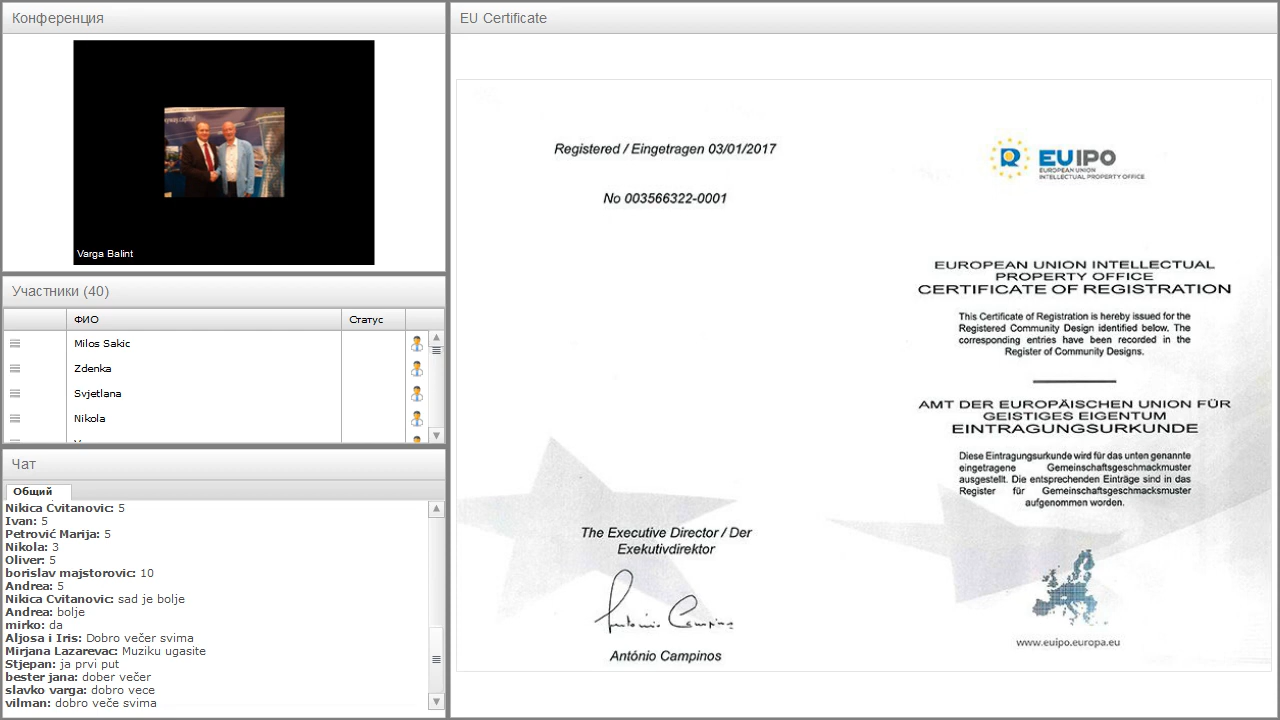 Конференция
yway capital
Varga Balint
Участники (40)
ФИО
Статус
Milos Sakic
Zdenka
Svjetlana
Nikola
Чат
Общий
Nikica Cvitanovic: 5
Ivan: 5
Petrović Marija: 5
Nikola: 3
Oliver: 5
borislav majstorovic: 10
Andrea: 5
Nikica Cvitanovic: sad je bolje
Andrea: bolje
mirko: da
Aljosa i Iris: Dobro večer svima
Mirjana Lazarevac: Muziku ugasite
Stjepan: ja prvi put
bester jana: dober večer
slavko varga: dobro vece
vilman: dobro veče svima
EU Certificate
Registered / Eingetragen 03/01/2017
No 003566322-0001
The Executive Director / Der
Exekutivdirektor
António Campinos
EUIPO
EUROPEAN UNION
INTELLECTUAL PROPERTY OFFICE
EUROPEAN UNION INTELLECTUAL
PROPERTY OFFICE
CERTIFICATE OF REGISTRATION
This Certificate of Registration is hereby issued for the
Registered Community Design identified below. The
corresponding entries have been recorded in the
Register of Community Designs.
AMT DER EUROPÄISCHEN UNION FÜR
GEISTIGES EIGENTUM
EINTRAGUNGSURKUNDE
Diese Eintragungsurkunde wird für das unten genannte
eingetragene Gemeinschaftsgeschmackmuster
ausgestellt. Die entsprechenden Einträge sind in das
Register für Gemeinschaftsgeschmacksmuster
aufgenommen worden.
www.euipo.europa.eu